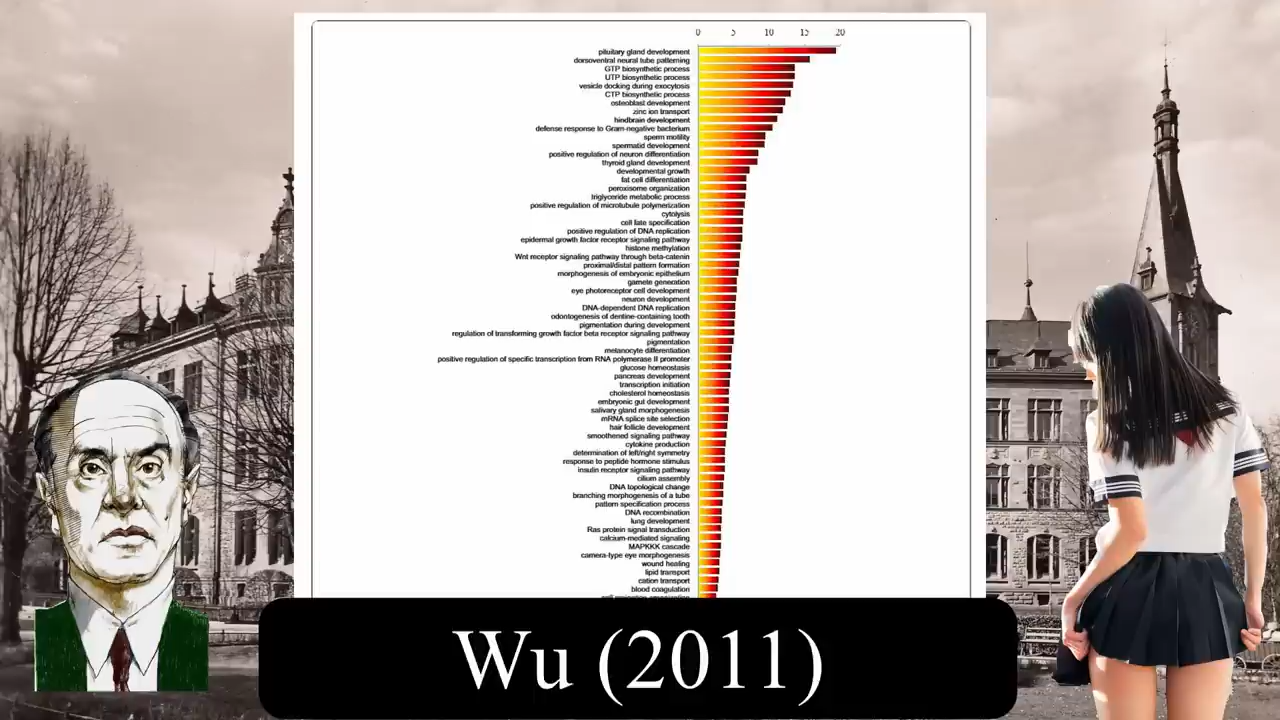 0 5 10 15 20
pituitary gland development
dorsoventral neural tube patterning
GTP biosynthetic process
UTP biosynthetic process
vesicle docking during exocytosis
CTP biosynthetic process
osteoblast development
zinc ion transport
hindbrain development
defense response to Gram-negative bacterium
sperm motility
spermatid development
positive regulation of neuron differentiation
thyroid gland development
developmental growth
fat cell differentiation
peroxisome organization
triglyceride metabolic process
positive regulation of microtubule polymerization
cytolysis
cell fate specification
positive regulation of DNA replication
epidermal growth factor receptor signaling pathway
histone methylation
Wnt receptor signaling pathway through beta-catenin
proximal/distal pattern formation
morphogenesis of embryonic epithelium
gamete generation
eye photoreceptor cell development
neuron development
DNA-dependent DNA replication
odontogenesis of dentine-containing tooth
pigmentation during development
regulation of transforming growth factor beta receptor signaling pathway
pigmentation
melanocyte differentiation
positive regulation of specific transcription from RNA polymerase II promoter
glucose homeostasis
pancreas development
transcription initiation
cholesterol homeostasis
embryonic gut development
salivary gland morphogenesis
mRNA splice site selection
hair follicle development
smoothened signaling pathway
cytokine production
determination of left/right symmetry
response to peptide hormone stimulus
insulin receptor signaling pathway
cilium assembly
DNA topological change
branching morphogenesis of a tube
pattern specification process
DNA recombination
lung development
Ras protein signal transduction
calcium-mediated signaling
MAPKKK cascade
camera-type eye morphogenesis
wound healing
lipid transport
cation transport
blood coagulation
Wu (2011)